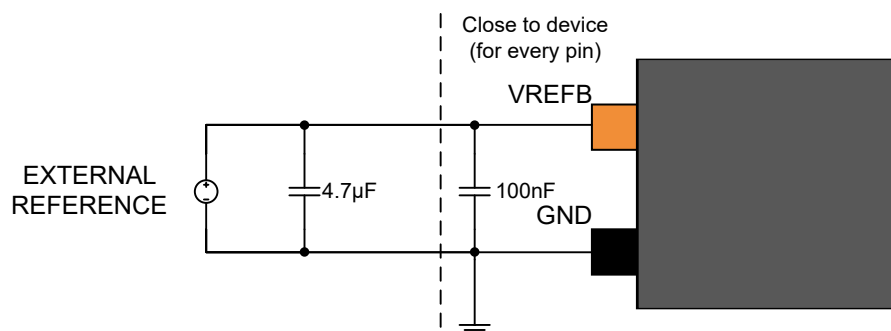 Close to device
(for every pin)
VREFB
EXTERNAL
REFERENCE
+
-
4.7µF
100nF
GND